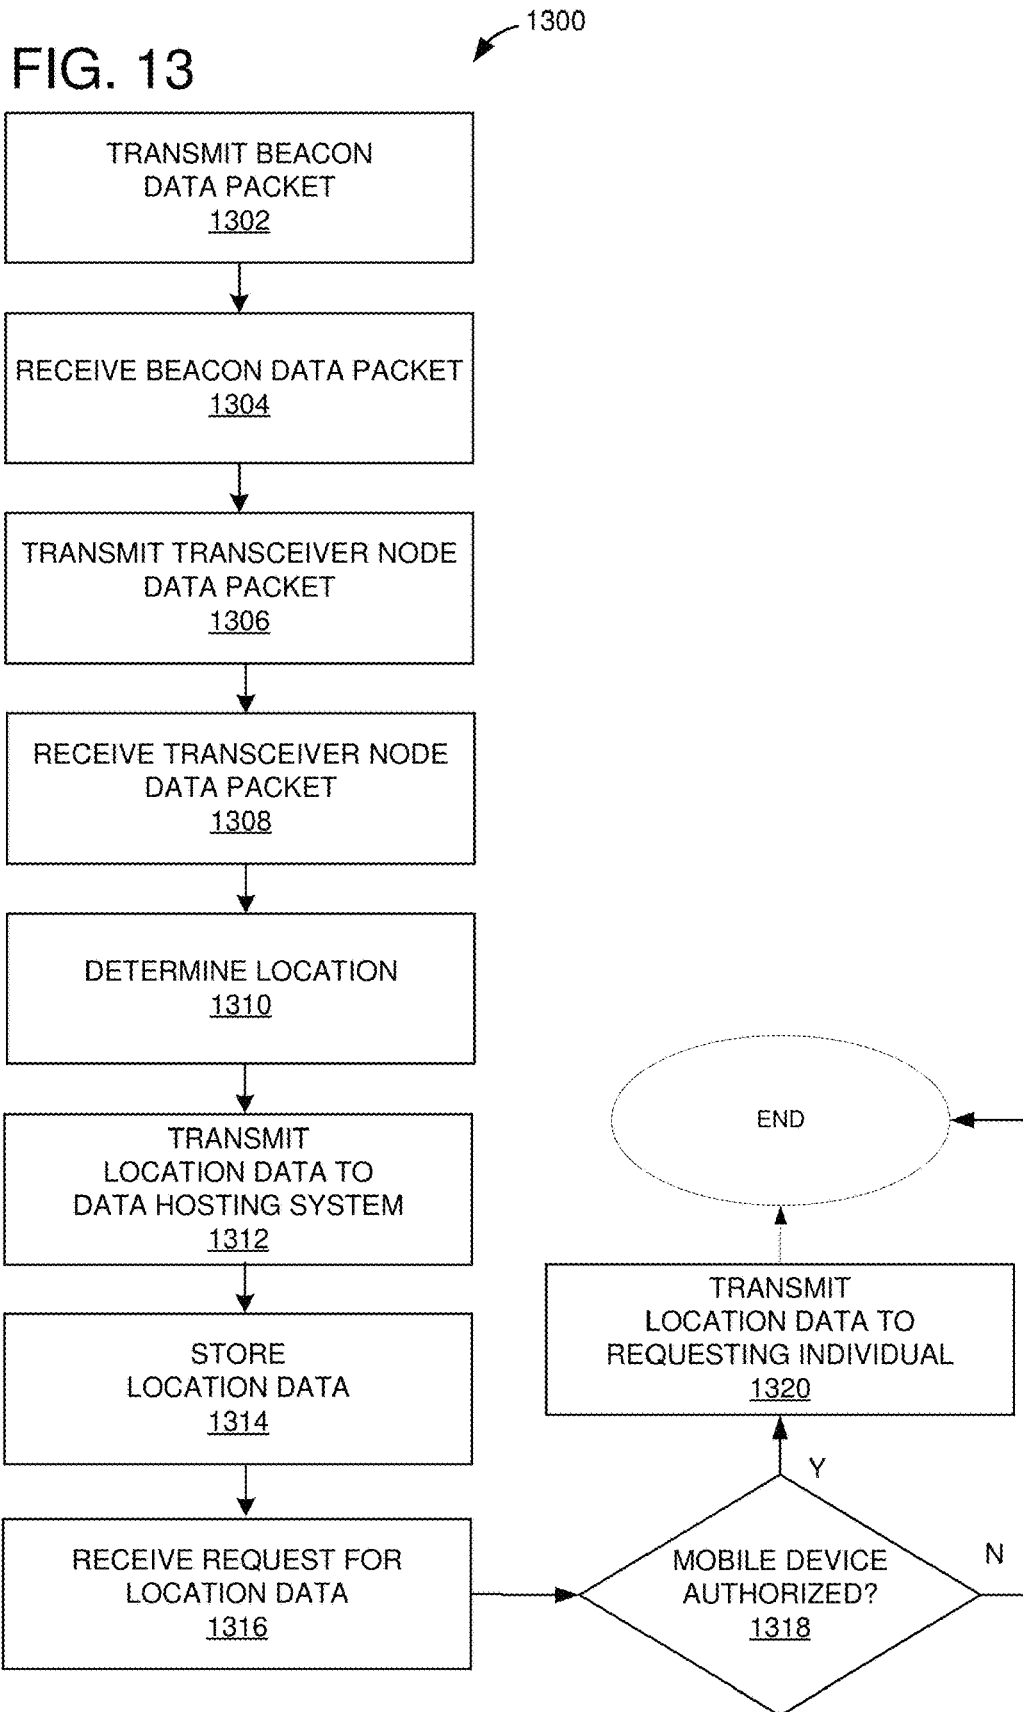 1300
FIG. 13
TRANSMIT BEACON
DATA PACKET
1302
RECEIVE BEACON DATA PACKET
1304
TRANSMIT TRANSCEIVER NODE
DATA PACKET
1306
RECEIVE TRANSCEIVER NODE
DATA PACKET
1308
DETERMINE LOCATION
1310
TRANSMIT
LOCATION DATA TO
DATA HOSTING SYSTEM
1312
STORE
LOCATION DATA
1314
RECEIVE REQUEST FOR
LOCATION DATA
1316
MOBILE DEVICE
AUTHORIZED?
1318
Y
N
TRANSMIT
LOCATION DATA TO
REQUESTING INDIVIDUAL
1320
END